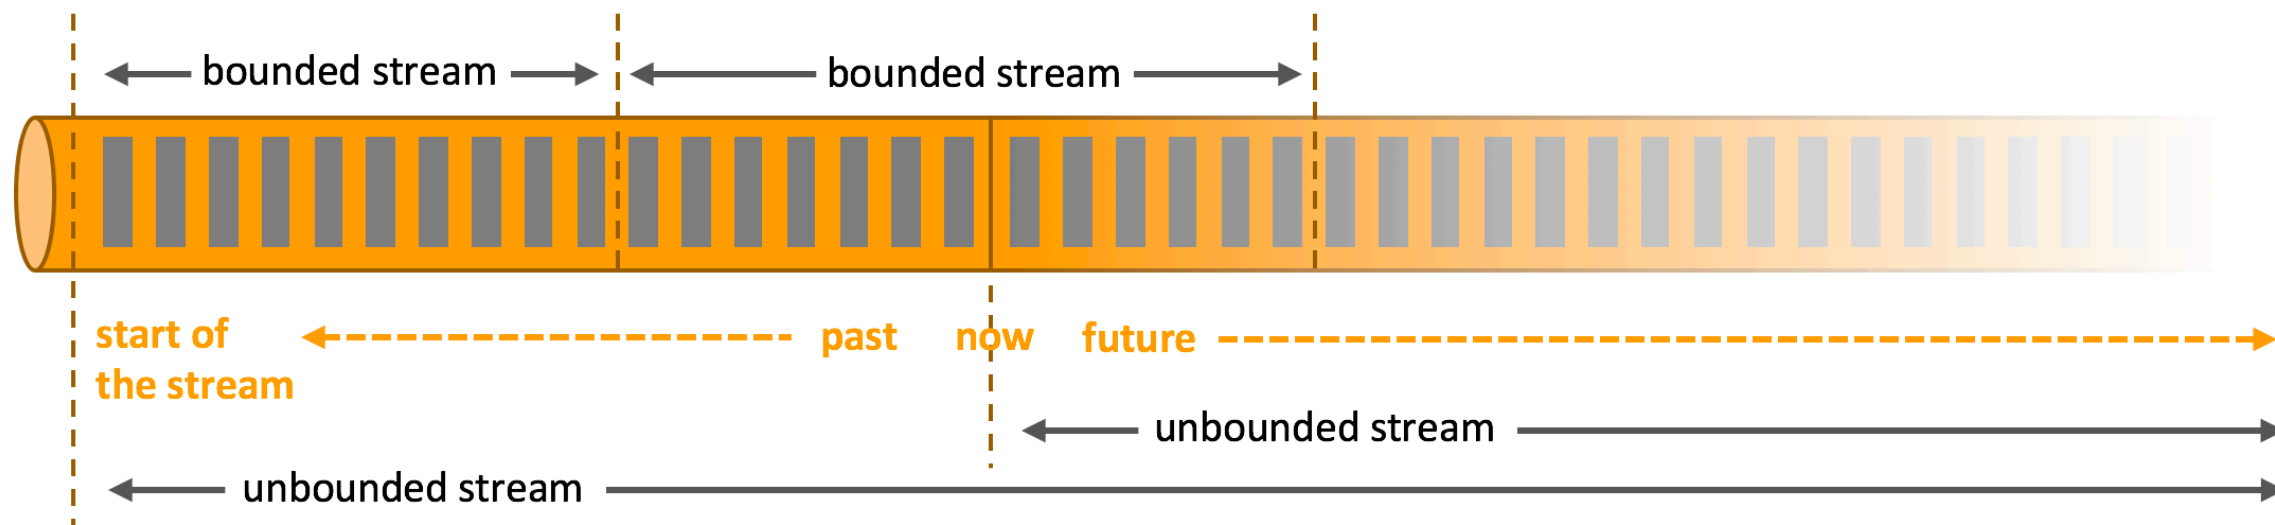 bounded stream
bounded stream
start of
the stream
past
now
future
unbounded stream
unbounded stream